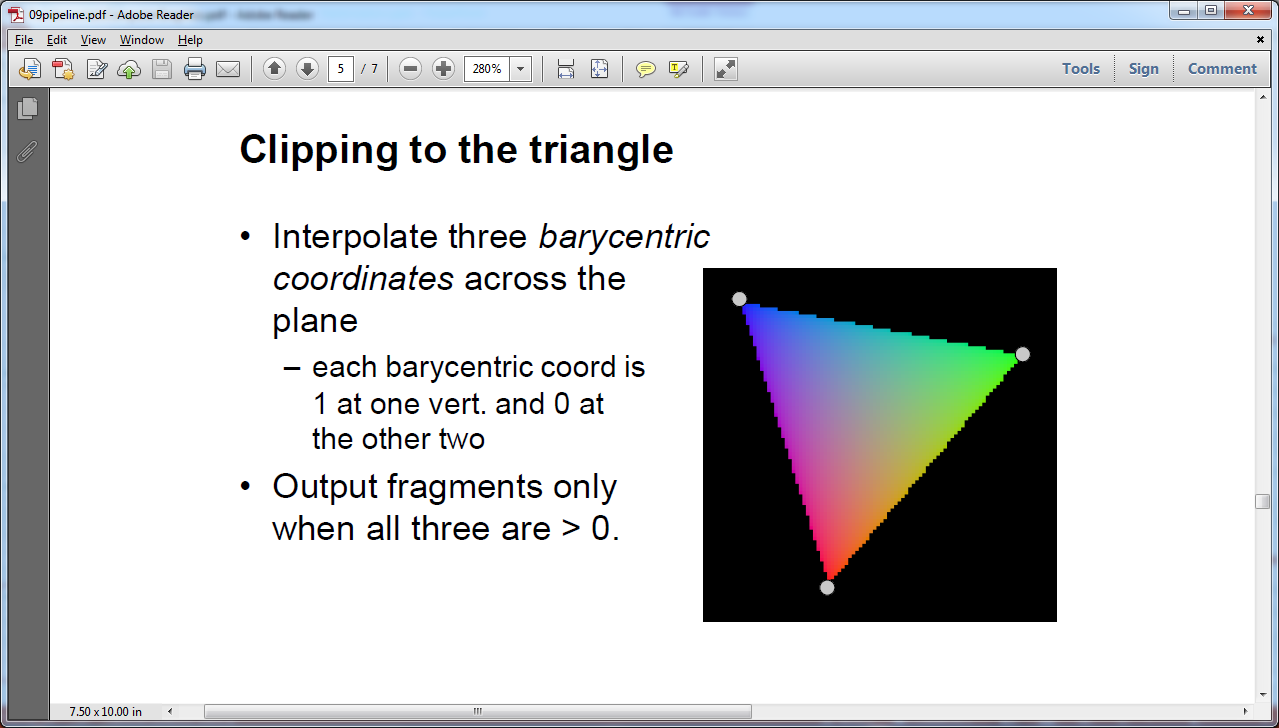 09pipeline.pdf - Adobe Reader
File Edit View Window Help
5 / 7 280% Tools Sign Comment
Clipping to the triangle
• Interpolate three barycentric
coordinates across the
plane
– each barycentric coord is
1 at one vert. and 0 at
the other two
• Output fragments only
when all three are > 0.
7.50 x 10.00 in